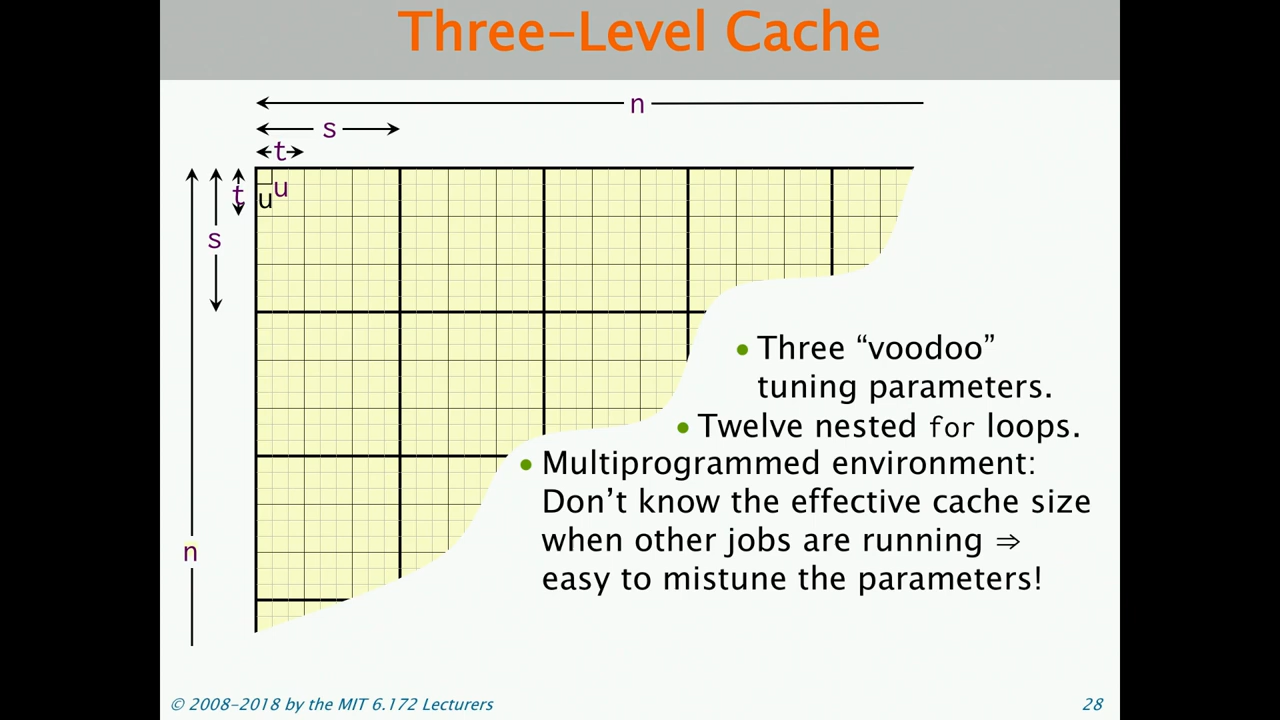 Three-Level Cache
n
s
t
t
u
u
s
n
• Three “voodoo”
tuning parameters.
• Twelve nested for loops.
• Multiprogrammed environment:
Don’t know the effective cache size
when other jobs are running ⇒
easy to mistune the parameters!
© 2008-2018 by the MIT 6.172 Lecturers
28